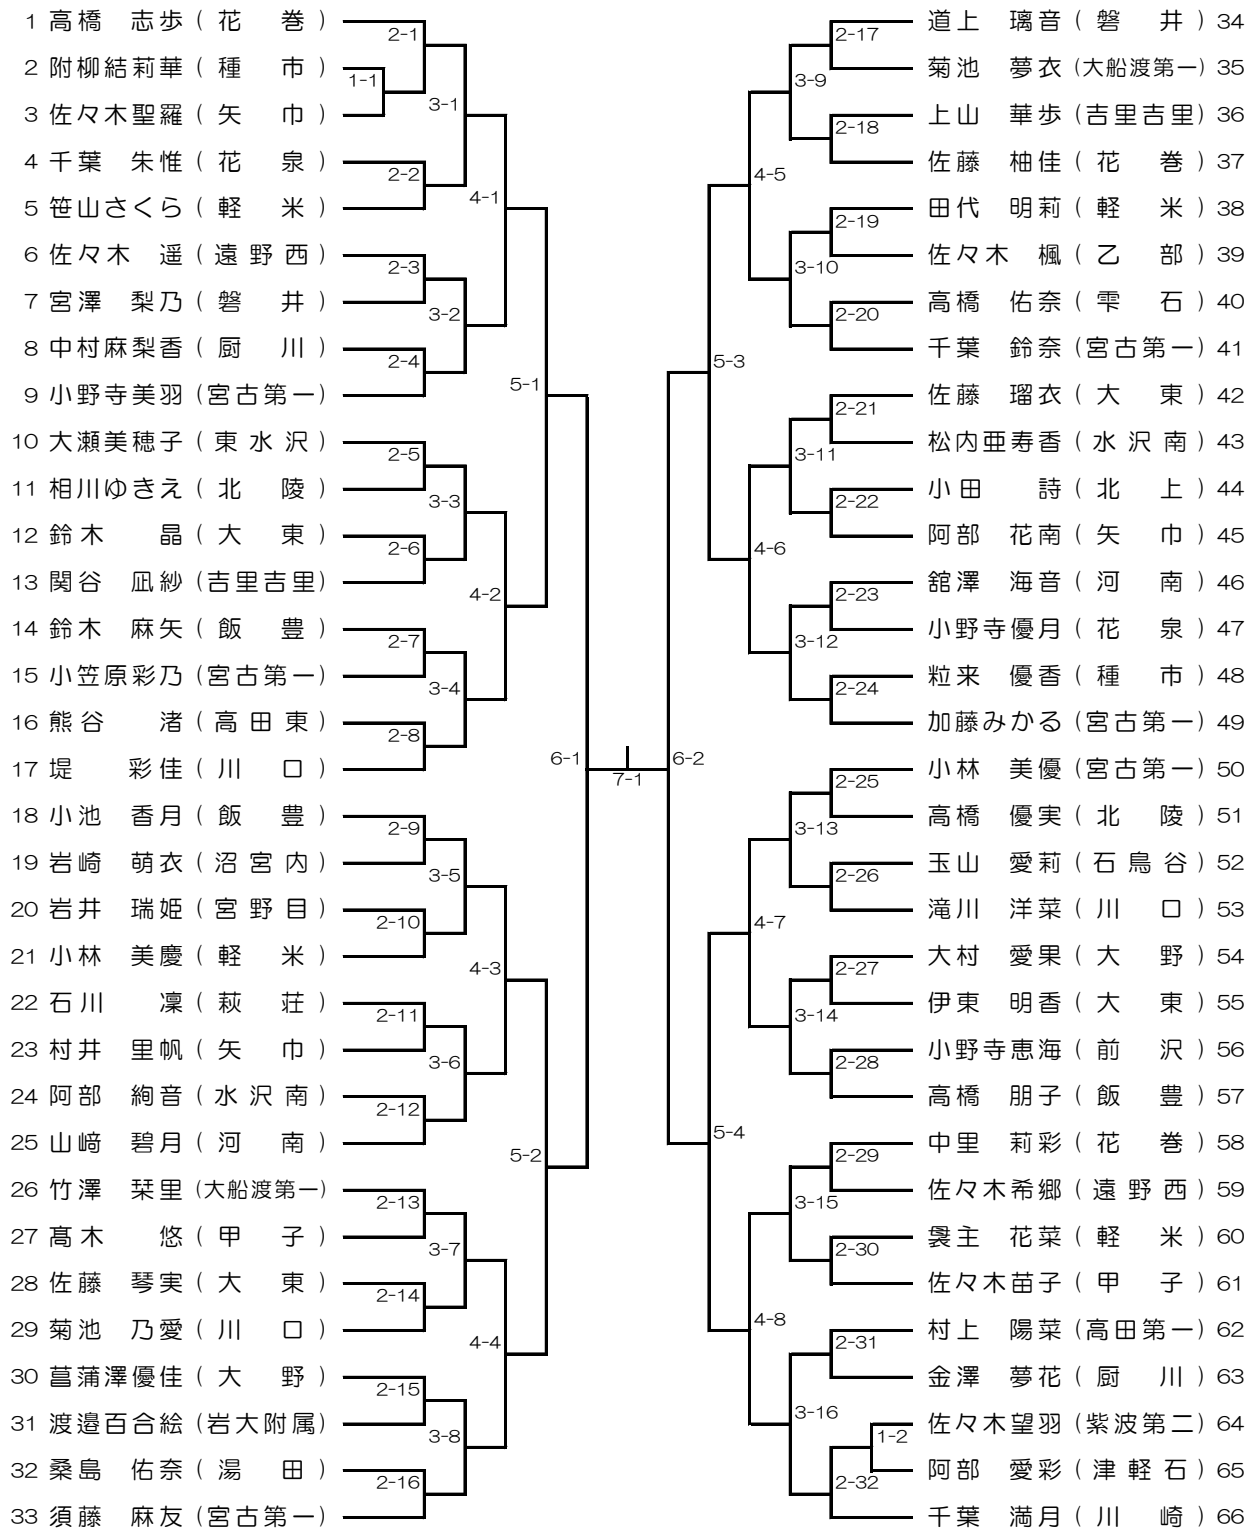 1 高橋 志歩 ( 花 巻 )
2 附柳結莉華 ( 種 市 )
3 佐々木聖羅 ( 矢 巾 )
4 千葉 朱惟 ( 花 泉 )
5 笹山さくら ( 軽 米 )
6 佐々木 遥 ( 遠 野 西 )
7 宮澤 梨乃 ( 磐 井 )
8 中村麻梨香 ( 厨 川 )
9 小野寺美羽 (宮古第一)
10 大瀬美穂子 ( 東 水 沢 )
11 相川ゆきえ ( 北 陵 )
12 鈴木 晶 ( 大 東 )
13 関谷 凪紗 (吉里吉里)
14 鈴木 麻矢 ( 飯 豊 )
15 小笠原彩乃 (宮古第一)
16 熊谷 渚 ( 高 田 東 )
17 堤 彩佳 ( 川 口 )
18 小池 香月 ( 飯 豊 )
19 岩崎 萌衣 ( 沼 宮 内 )
20 岩井 瑞姫 ( 宮 野 目 )
21 小林 美慶 ( 軽 米 )
22 石川 凜 ( 萩 荘 )
23 村井 里帆 ( 矢 巾 )
24 阿部 絢音 ( 水 沢 南 )
25 山﨑 碧月 ( 河 南 )
26 竹澤 栞里 (大船渡第一)
27 髙木 悠 ( 甲 子 )
28 佐藤 琴実 ( 大 東 )
29 菊池 乃愛 ( 川 口 )
30 菖蒲澤優佳 ( 大 野 )
31 渡邉百合絵 (岩大附属)
32 桑島 佑奈 ( 湯 田 )
33 須藤 麻友 (宮古第一)
1-1
2-1
2-2
2-3
2-4
2-5
2-6
2-7
2-8
2-9
2-10
2-11
2-12
2-13
2-14
2-15
2-16
3-1
3-2
3-3
3-4
3-5
3-6
3-7
3-8
4-1
4-2
4-3
4-4
5-1
5-2
6-1
7-1
6-2
5-3
5-4
4-5
4-6
4-7
4-8
3-9
3-10
3-11
3-12
3-13
3-14
3-15
3-16
2-17
2-18
2-19
2-20
2-21
2-22
2-23
2-24
2-25
2-26
2-27
2-28
2-29
2-30
2-31
2-32
1-2
道上 璃音 ( 磐 井 ) 34
菊池 夢衣 (大船渡第一) 35
上山 華歩 (吉里吉里) 36
佐藤 柚佳 ( 花 巻 ) 37
田代 明莉 ( 軽 米 ) 38
佐々木 楓 ( 乙 部 ) 39
高橋 佑奈 ( 雫 石 ) 40
千葉 鈴奈 (宮古第一) 41
佐藤 瑠衣 ( 大 東 ) 42
松内亜寿香 ( 水 沢 南 ) 43
小田 詩 ( 北 上 ) 44
阿部 花南 ( 矢 巾 ) 45
舘澤 海音 ( 河 南 ) 46
小野寺優月 ( 花 泉 ) 47
粒来 優香 ( 種 市 ) 48
加藤みかる (宮古第一) 49
小林 美優 (宮古第一) 50
高橋 優実 ( 北 陵 ) 51
玉山 愛莉 ( 石 鳥 谷 ) 52
滝川 洋菜 ( 川 口 ) 53
大村 愛果 ( 大 野 ) 54
伊東 明香 ( 大 東 ) 55
小野寺恵海 ( 前 沢 ) 56
高橋 朋子 ( 飯 豊 ) 57
中里 莉彩 ( 花 巻 ) 58
佐々木希郷 ( 遠 野 西 ) 59
主 花菜 ( 軽 米 ) 60
佐々木苗子 ( 甲 子 ) 61
村上 陽菜 (高田第一) 62
金澤 夢花 ( 厨 川 ) 63
佐々木望羽 (紫波第二) 64
阿部 愛彩 ( 津 軽 石 ) 65
千葉 満月 ( 川 崎 ) 66